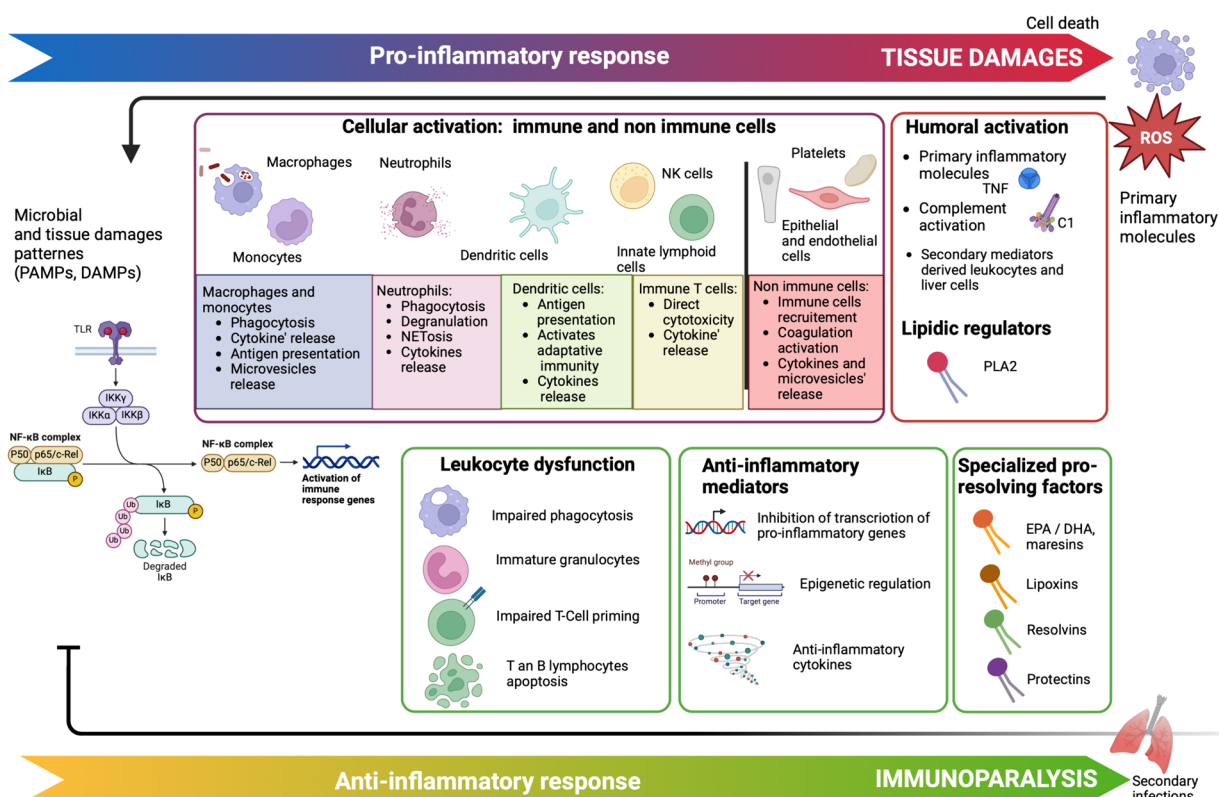 Cell death
Pro-inflammatory response
TISSUE DAMAGES
ROS
Primary
inflammatory
molecules
Microbial
and tissue damages
patternes
(PAMPs, DAMPs)
Cellular activation: immune and non immune cells
Macrophages
Monocytes
Neutrophils
Dendritic cells
NK cells
Innate lymphoid
cells
Platelets
Epithelial
and endothelial
cells
Macrophages and
monocytes
• Phagocytosis
• Cytokine' release
• Antigen presentation
• Microvesicles
release
Neutrophils:
• Phagocytosis
• Degranulation
• NETosis
• Cytokines
release
Dendritic cells:
• Antigen
presentation
• Activates
adaptative
immunity
• Cytokines
release
Immune T cells:
• Direct
cytotoxicity
• Cytokine'
release
Non immune cells:
• Immune cells
recruitement
• Coagulation
activation
• Cytokines and
microvesicles'
release
Humoral activation
• Primary inflammatory
molecules
TNF
• Complement
activation
C1
• Secondary mediators
derived leukocytes and
liver cells
Lipidic regulators
PLA2
TLR
IKKγ
IKKα
IKKβ
NF-κB complex
P50
p65/c-Rel
IκB
P
NF-κB complex
P50
p65/c-Rel
Activation of
immune
response genes
Ub
IκB
P
Ub
Ub
Ub
Degraded
IκB
Leukocyte dysfunction
Impaired phagocytosis
Immature granulocytes
Impaired T-Cell priming
T an B lymphocytes
apoptosis
Anti-inflammatory
mediators
Inhibition of transcriotion of
pro-inflammatory genes
Methyl group
Promoter
Target gene
Epigenetic regulation
Anti-inflammatory
cytokines
Specialized pro-
resolving factors
EPA / DHA,
maresins
Lipoxins
Resolvins
Protectins
Anti-inflammatory response
IMMUNOPARALYSIS
Secondary
infections